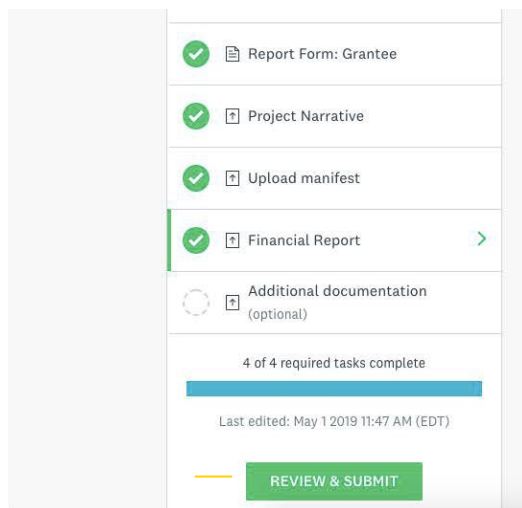 Report Form: Grantee
Project Narrative
Upload manifest
Financial Report
Additional documentation
(optional)
4 of 4 required tasks complete
Last edited: May 1 2019 11:47 AM (EDT)
REVIEW & SUBMIT